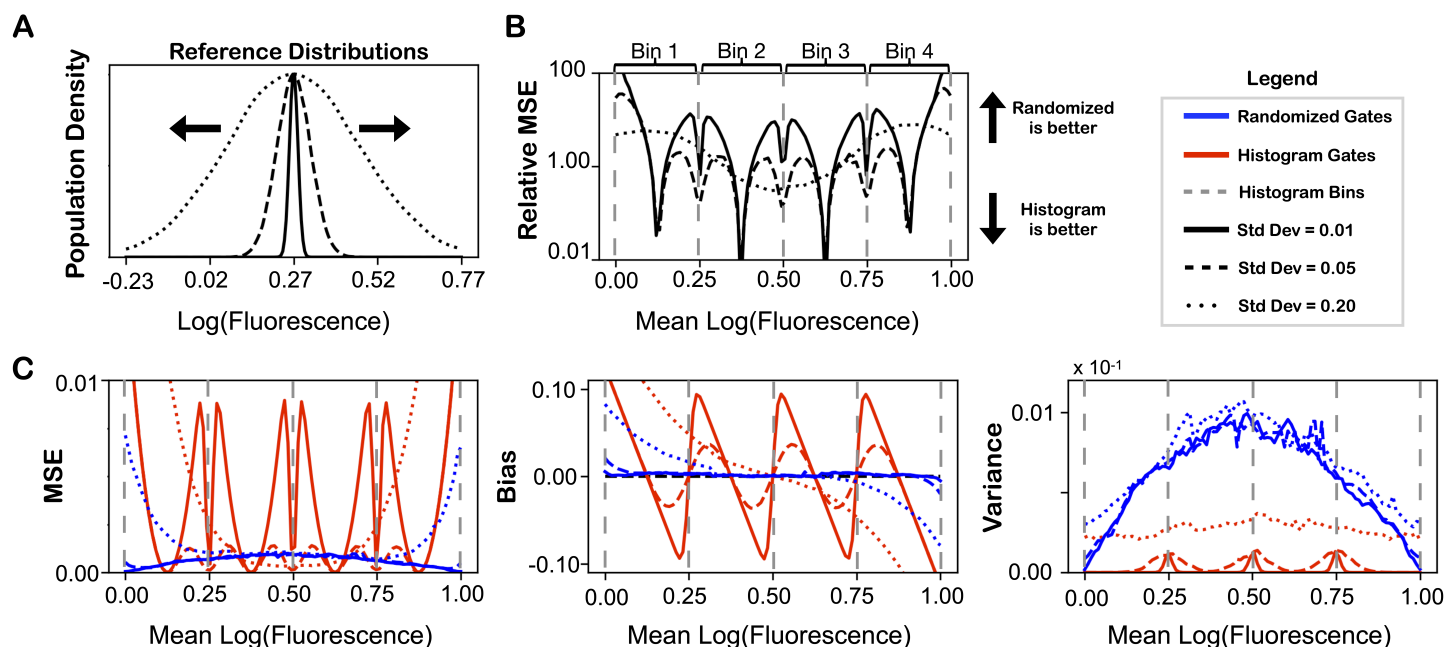 A
Reference Distributions
Population Density
-0.23 0.02 0.27 0.52 0.77
Log(Fluorescence)
B
Bin 1 Bin 2 Bin 3 Bin 4
Relative MSE
100
1.00
0.01
0.00 0.25 0.50 0.75 1.00
Mean Log(Fluorescence)
Randomized
is better
Histogram
is better
Legend
Randomized Gates
Histogram Gates
Histogram Bins
Std Dev = 0.01
Std Dev = 0.05
Std Dev = 0.20
C
MSE
0.01
0.00
0.00 0.25 0.50 0.75 1.00
Mean Log(Fluorescence)
Bias
0.10
0.00
-0.10
0.00 0.25 0.50 0.75 1.00
Mean Log(Fluorescence)
x 10⁻¹
Variance
0.01
0.00
0.00 0.25 0.50 0.75 1.00
Mean Log(Fluorescence)